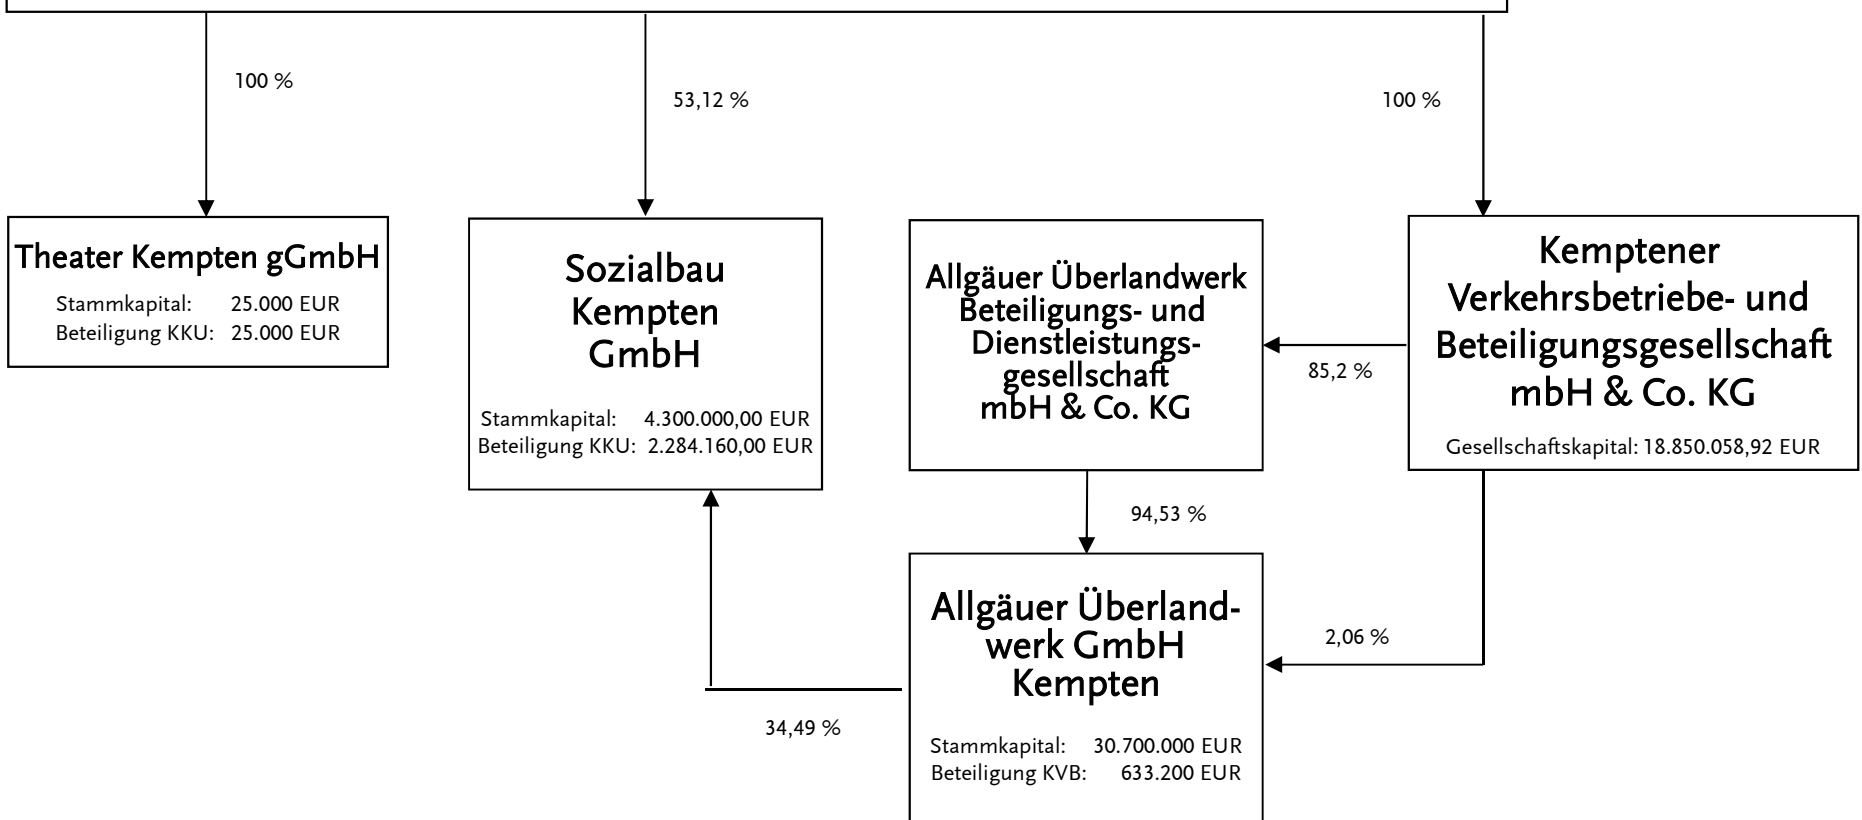 100 %
53,12 %
100 %
Theater Kempten gGmbH
Stammkapital: 25.000 EUR
Beteiligung KKU: 25.000 EUR
Sozialbau
Kempten
GmbH
Stammkapital: 4.300.000,00 EUR
Beteiligung KKU: 2.284.160,00 EUR
Allgäuer Überlandwerk
Beteiligungs- und
Dienstleistungs-
gesellschaft
mbH & Co. KG
85,2 %
Kemptener
Verkehrsbetriebe- und
Beteiligungsgesellschaft
mbH & Co. KG
Gesellschaftskapital: 18.850.058,92 EUR
94,53 %
Allgäuer Überland-
werk GmbH
Kempten
Stammkapital: 30.700.000 EUR
Beteiligung KVB: 633.200 EUR
2,06 %
34,49 %